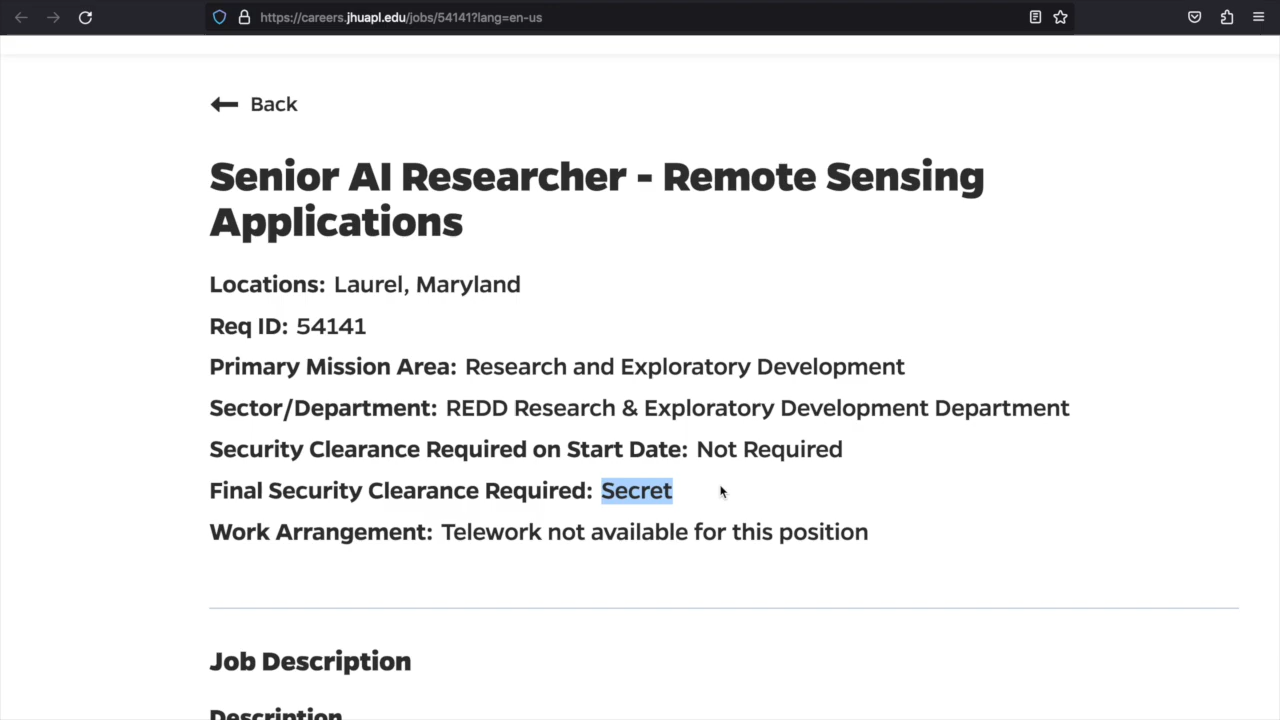 https://careers.jhuapl.edu/jobs/54141?lang=en-us
Back
Senior AI Researcher - Remote Sensing
Applications
Locations: Laurel, Maryland
Req ID: 54141
Primary Mission Area: Research and Exploratory Development
Sector/Department: REDD Research & Exploratory Development Department
Security Clearance Required on Start Date: Not Required
Final Security Clearance Required: Secret
Work Arrangement: Telework not available for this position
Job Description
Description